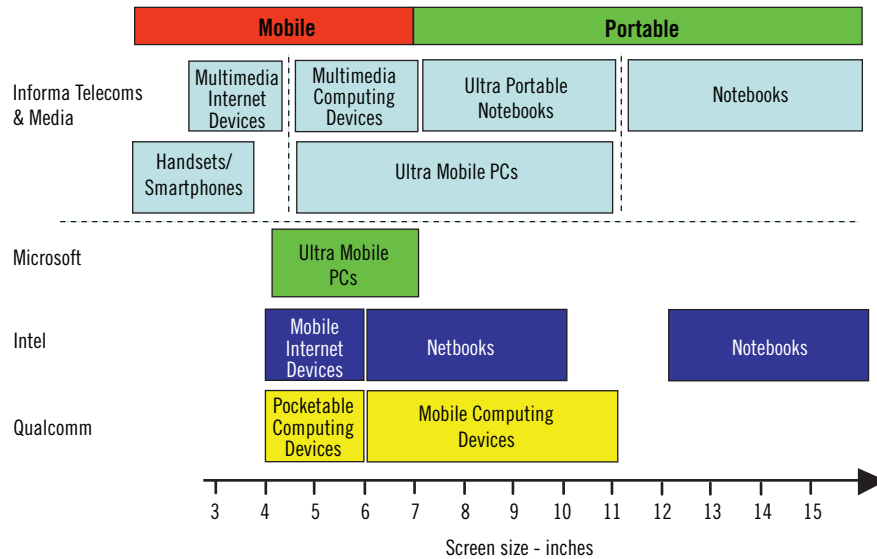 Mobile
Portable
Informa Telecoms
& Media
Multimedia
Internet
Devices
Multimedia
Computing
Devices
Ultra Portable
Notebooks
Notebooks
Handsets/
Smartphones
Ultra Mobile PCs
Microsoft
Ultra Mobile
PCs
Intel
Mobile
Internet
Devices
Netbooks
Notebooks
Qualcomm
Pocketable
Computing
Devices
Mobile Computing
Devices
3 4 5 6 7 8 9 10 11 12 13 14 15
Screen size - inches